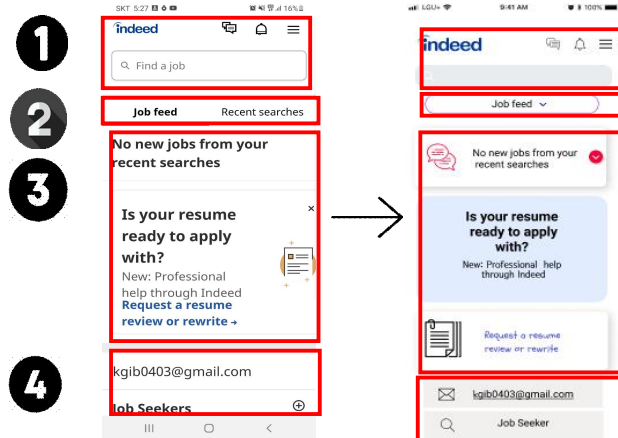 1
SKT 5:27
16%
indeed
Find a job
2
Job feed Recent searches
3
No new jobs from your
recent searches
Is your resume
ready to apply
with?
New: Professional
help through Indeed
Request a resume
review or rewrite →
4
kgib0403@gmail.com
Job Seekers
LGU+ 9:41 AM 100%
indeed
Job feed
No new jobs from your
recent searches
Is your resume
ready to apply
with?
New: Professional help
through Indeed
Request a resume
review or rewrite
kgib0403@gmail.com
Job Seeker